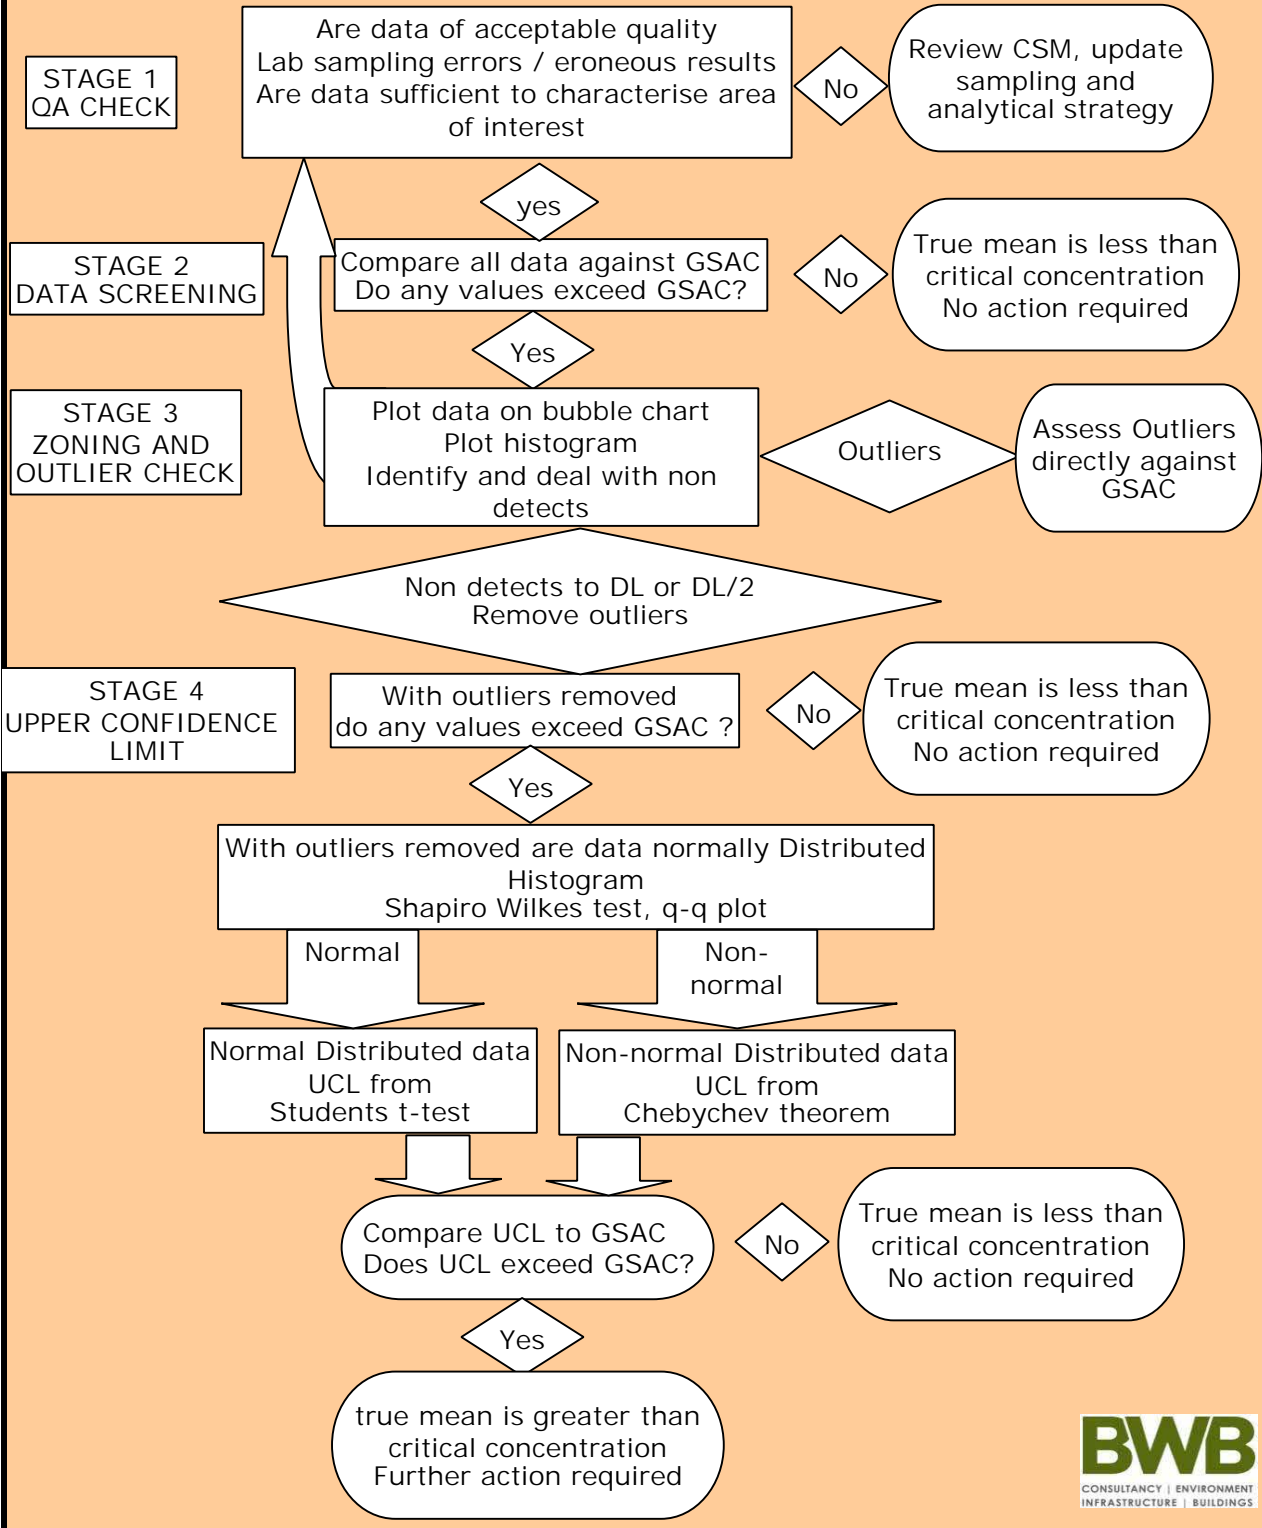 STAGE 1
QA CHECK
Are data of acceptable quality
Lab sampling errors / eroneous results
Are data sufficient to characterise area
of interest
No
Review CSM, update
sampling and
analytical strategy
yes
STAGE 2
DATA SCREENING
Compare all data against GSAC
Do any values exceed GSAC?
No
True mean is less than
critical concentration
No action required
Yes
STAGE 3
ZONING AND
OUTLIER CHECK
Plot data on bubble chart
Plot histogram
Identify and deal with non
detects
Outliers
Assess Outliers
directly against
GSAC
Non detects to DL or DL/2
Remove outliers
STAGE 4
UPPER CONFIDENCE
LIMIT
With outliers removed
do any values exceed GSAC ?
No
True mean is less than
critical concentration
No action required
Yes
With outliers removed are data normally Distributed
Histogram
Shapiro Wilkes test, q-q plot
Normal
Non-
normal
Normal Distributed data
UCL from
Students t-test
Non-normal Distributed data
UCL from
Chebychev theorem
Compare UCL to GSAC
Does UCL exceed GSAC?
No
True mean is less than
critical concentration
No action required
Yes
true mean is greater than
critical concentration
Further action required
BWB
CONSULTANCY | ENVIRONMENT
INFRASTRUCTURE | BUILDINGS